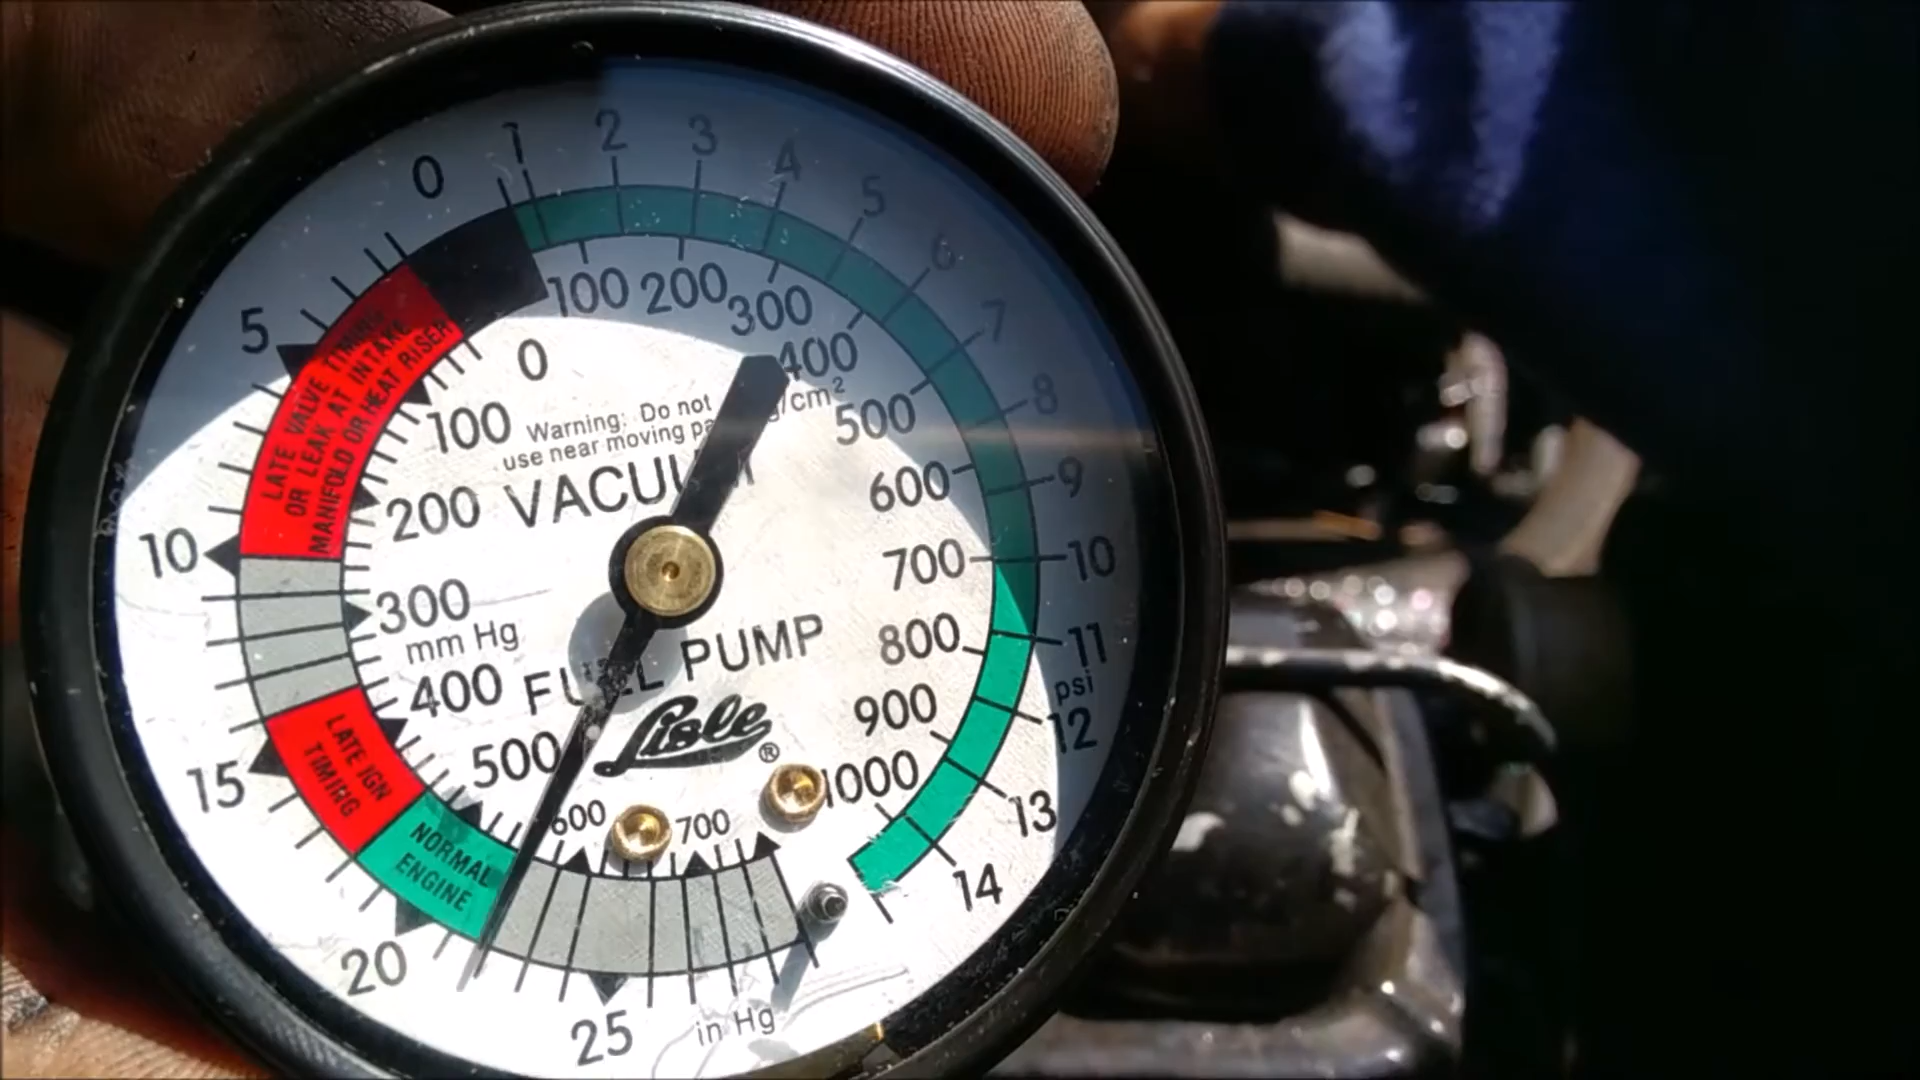 0
1
2
3
4
5
6
7
8
9
10
11
psi
12
13
14
5
10
15
20
25
in Hg
100
200
300
400
kg/cm²
500
600
700
800
900
1000
0
100
200
300
mm Hg
400
500
600
700
OR LEAK AT INTAKE
MANIFOLD OR HEAT RISER
LATE VALVE TIMING
LATE IGN
TIMING
NORMAL
ENGINE
Warning: Do not
use near moving
VACUUM
FUEL PUMP
Lisle®